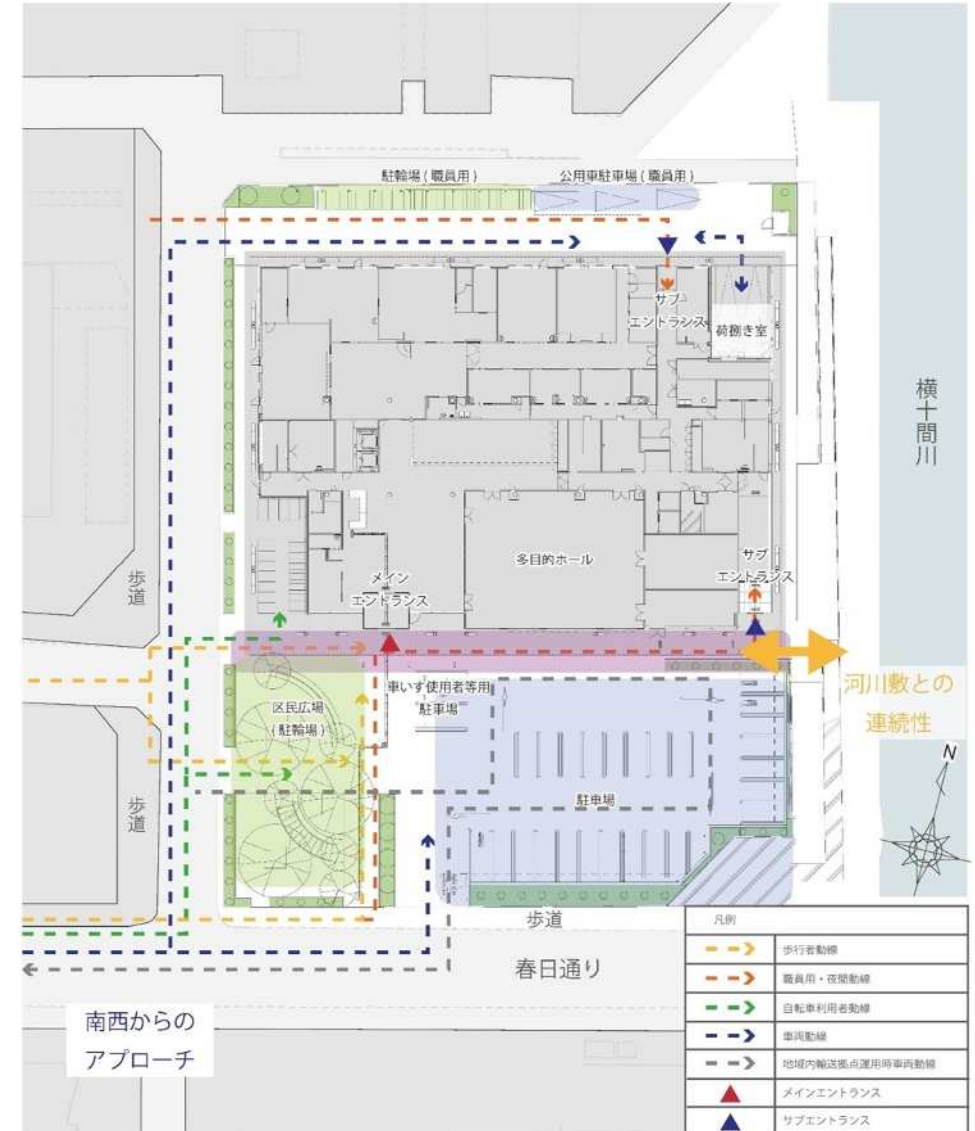 駐輪場 ( 職員用 )
公用車駐車場 ( 職員用 )
サブ
エントランス
荷捌き室
横十間川
歩道
多目的ホール
メイン
エントランス
サブ
エントランス
区民広場
( 駐輪場 )
車いす使用者等用
駐車場
河川敷との
連続性
N
歩道
駐車場
歩道
春日通り
南西からの
アプローチ
凡例
歩行者動線
職員用・夜間動線
自転車利用者動線
車両動線
地域内輸送拠点運用時車両動線
メインエントランス
サブエントランス